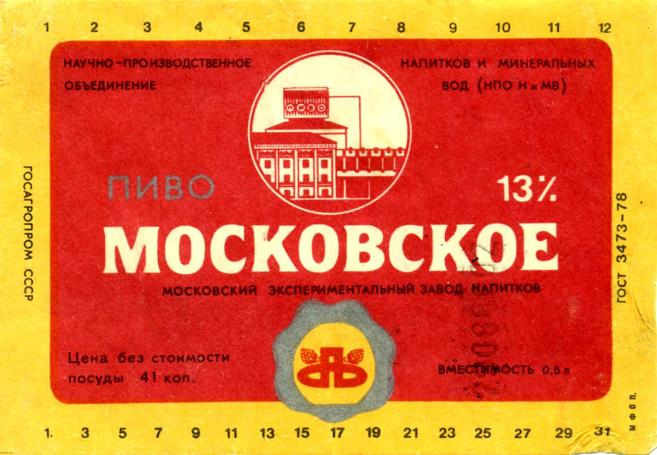 1 2 3 4 5 6 7 8 9 10 11 12
НАУЧНО-ПРОИЗВОДСТВЕННОЕ
ОБЪЕДИНЕНИЕ
НАПИТКОВ И МИНЕРАЛЬНЫХ
ВОД (НПО Н и МВ)
ПИВО
ГОСАГРОПРОМ СССР
ПИВО
13%
ГОСТ 3473-78
МОСКОВСКОЕ
МОСКОВСКИЙ ЭКСПЕРИМЕНТАЛЬНЫЙ ЗАВОД НАПИТКОВ
Цена без стоимости
посуды 41 коп.
ВМЕСТИМОСТЬ 0,5 л
МФОП.
1. 3 5 7 9 11 13 15 17 19 21 23 25 27 29 31